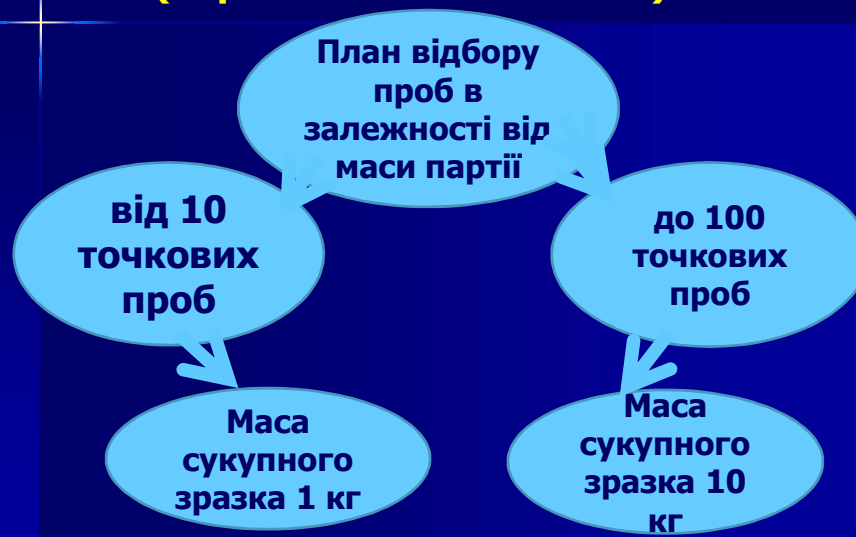 План відбору
проб в
залежності від
маси партії
від 10
точкових
проб
до 100
точкових
проб
Маса
сукупного
зразка 1 кг
Маса
сукупного
зразка 10
кг